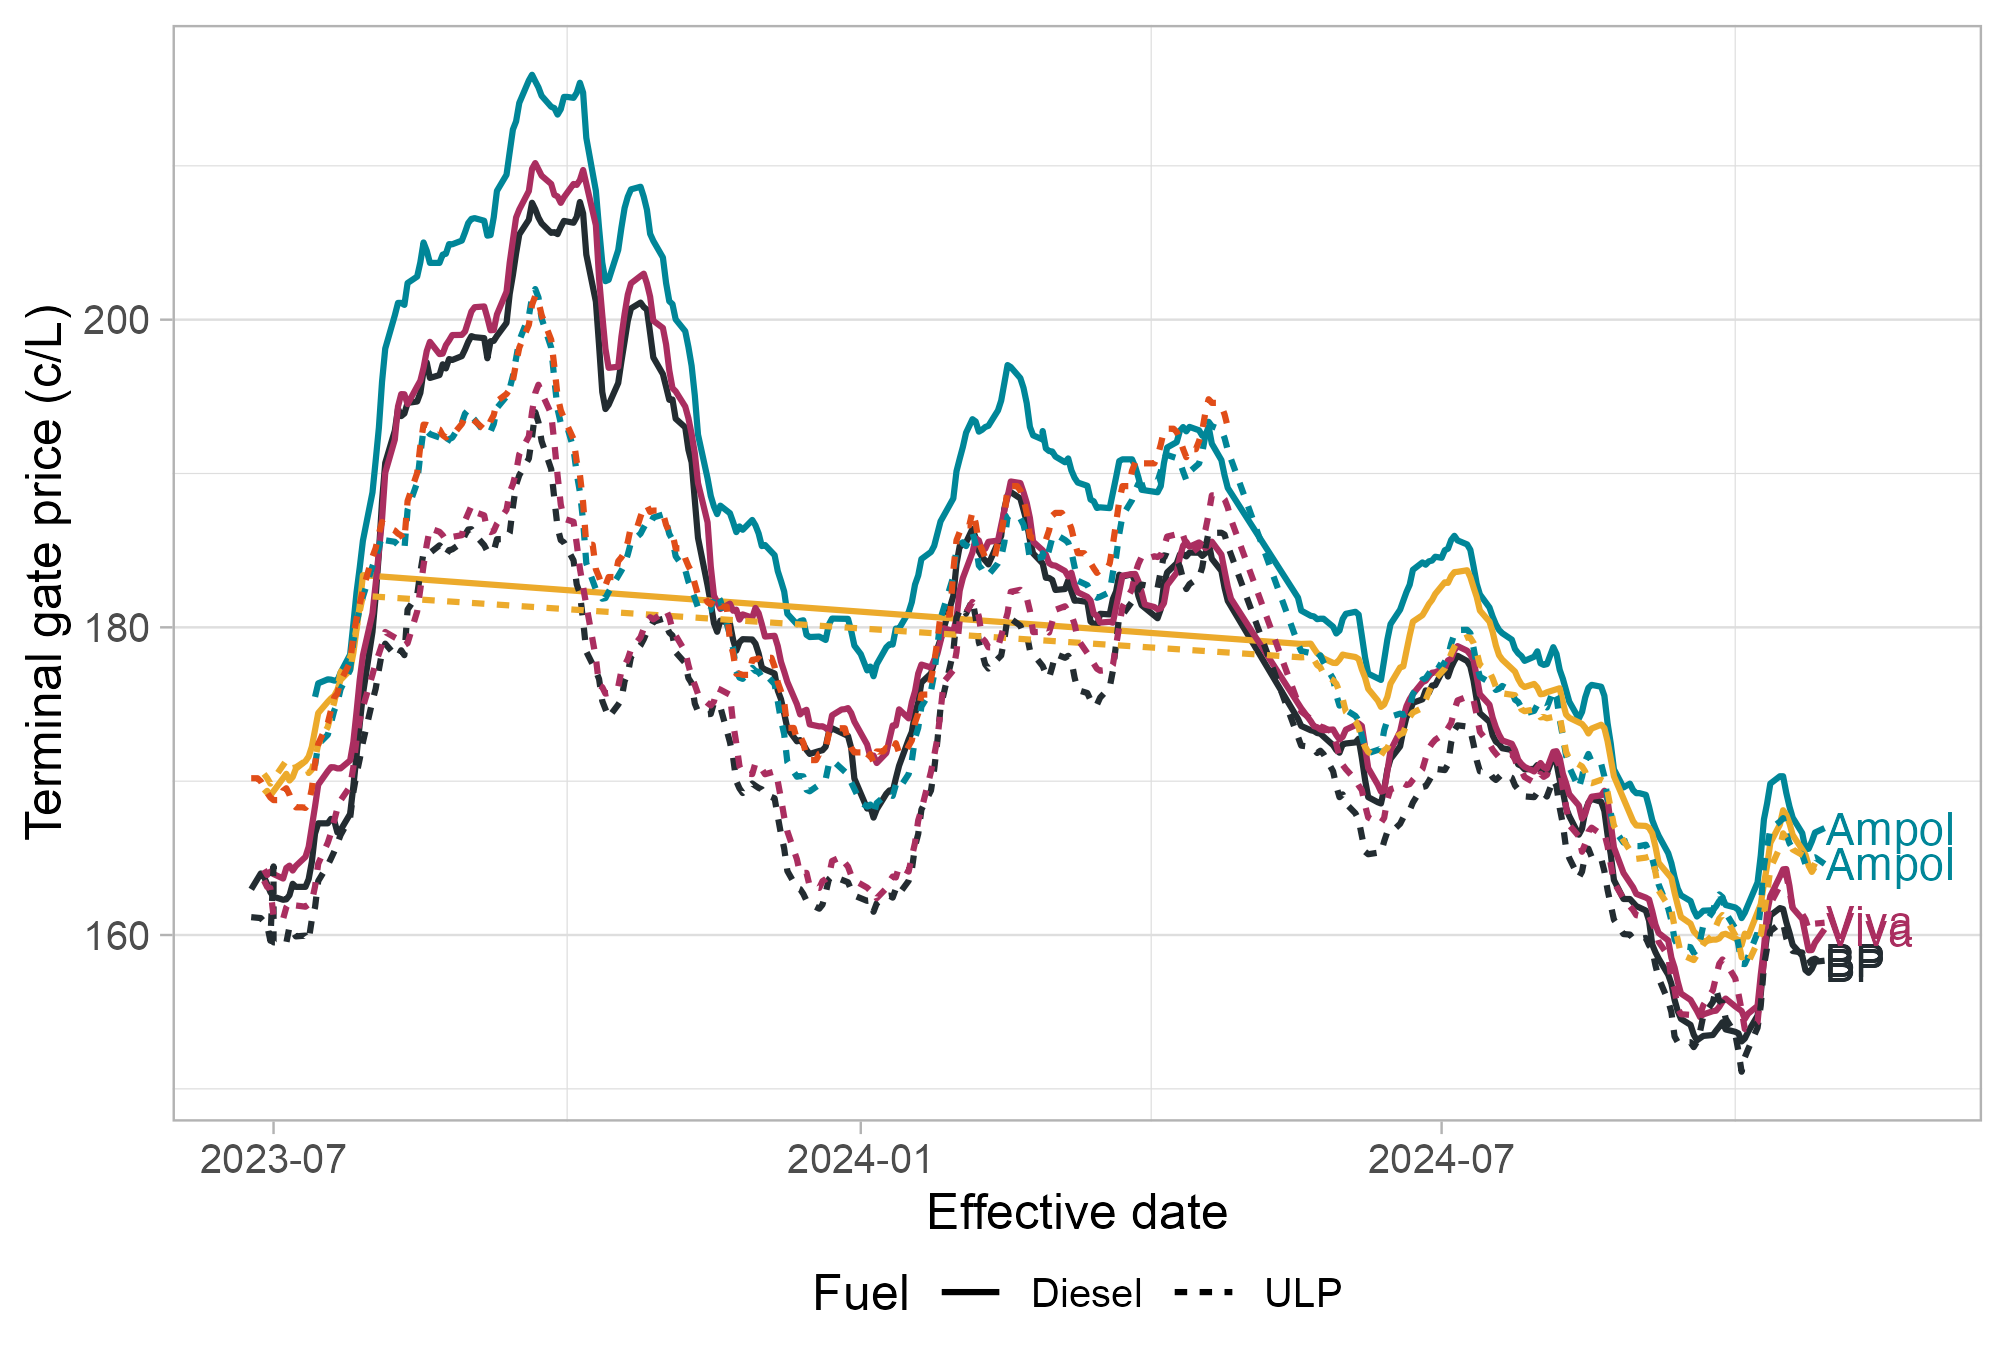 Terminal gate price (c/L)
200
180
160
Ampol
Ampol
Viva
Viva
BP
BP
2023-07
2024-01
2024-07
Effective date
Fuel
Diesel
ULP